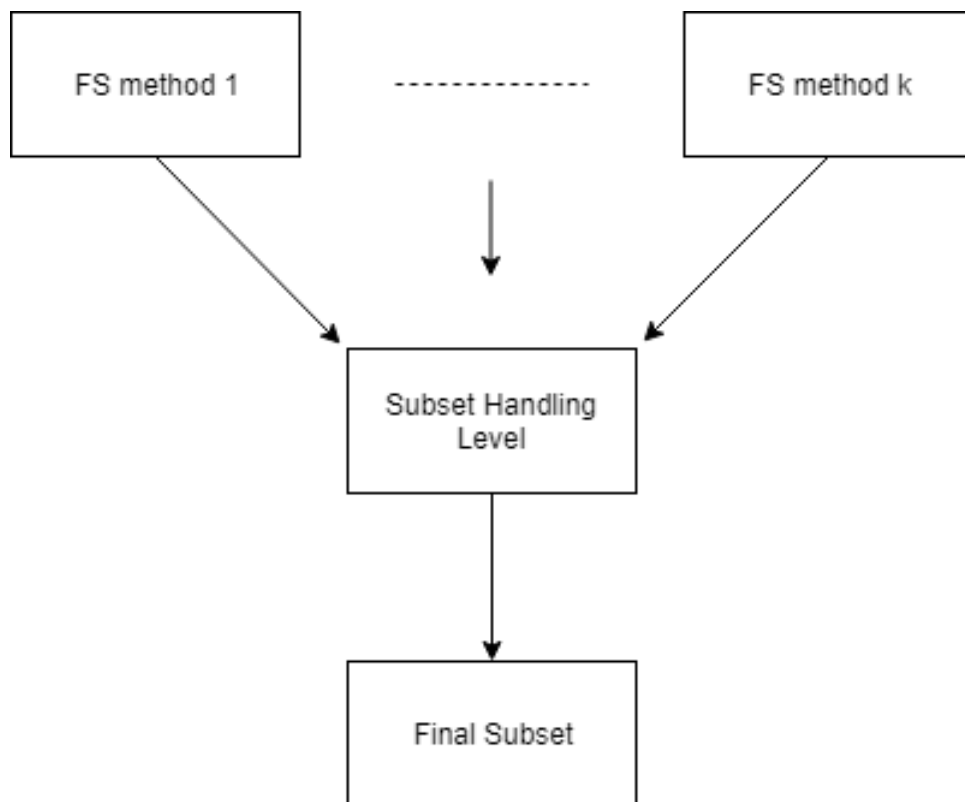 FS method 1
FS method k
Subset Handling
Level
Final Subset